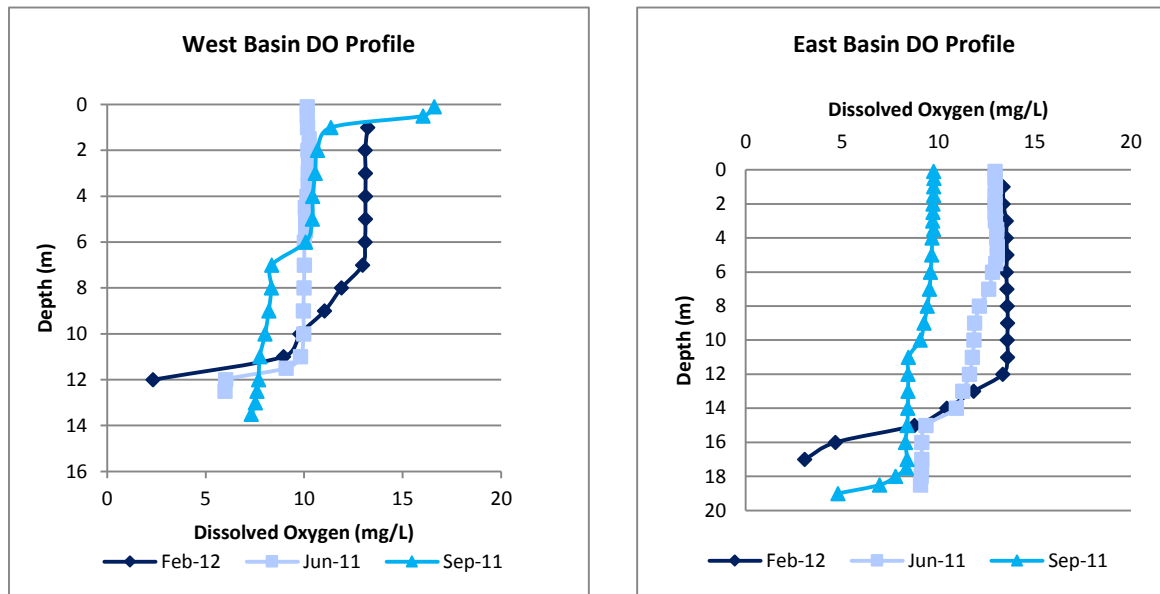 West Basin DO Profile
0
2
4
6
8
10
12
14
16
Depth (m)
0 5 10 15 20
Dissolved Oxygen (mg/L)
Feb-12 Jun-11 Sep-11
East Basin DO Profile
Dissolved Oxygen (mg/L)
0 5 10 15 20
0
2
4
6
8
10
12
14
16
18
20
Depth (m)
Feb-12 Jun-11 Sep-11